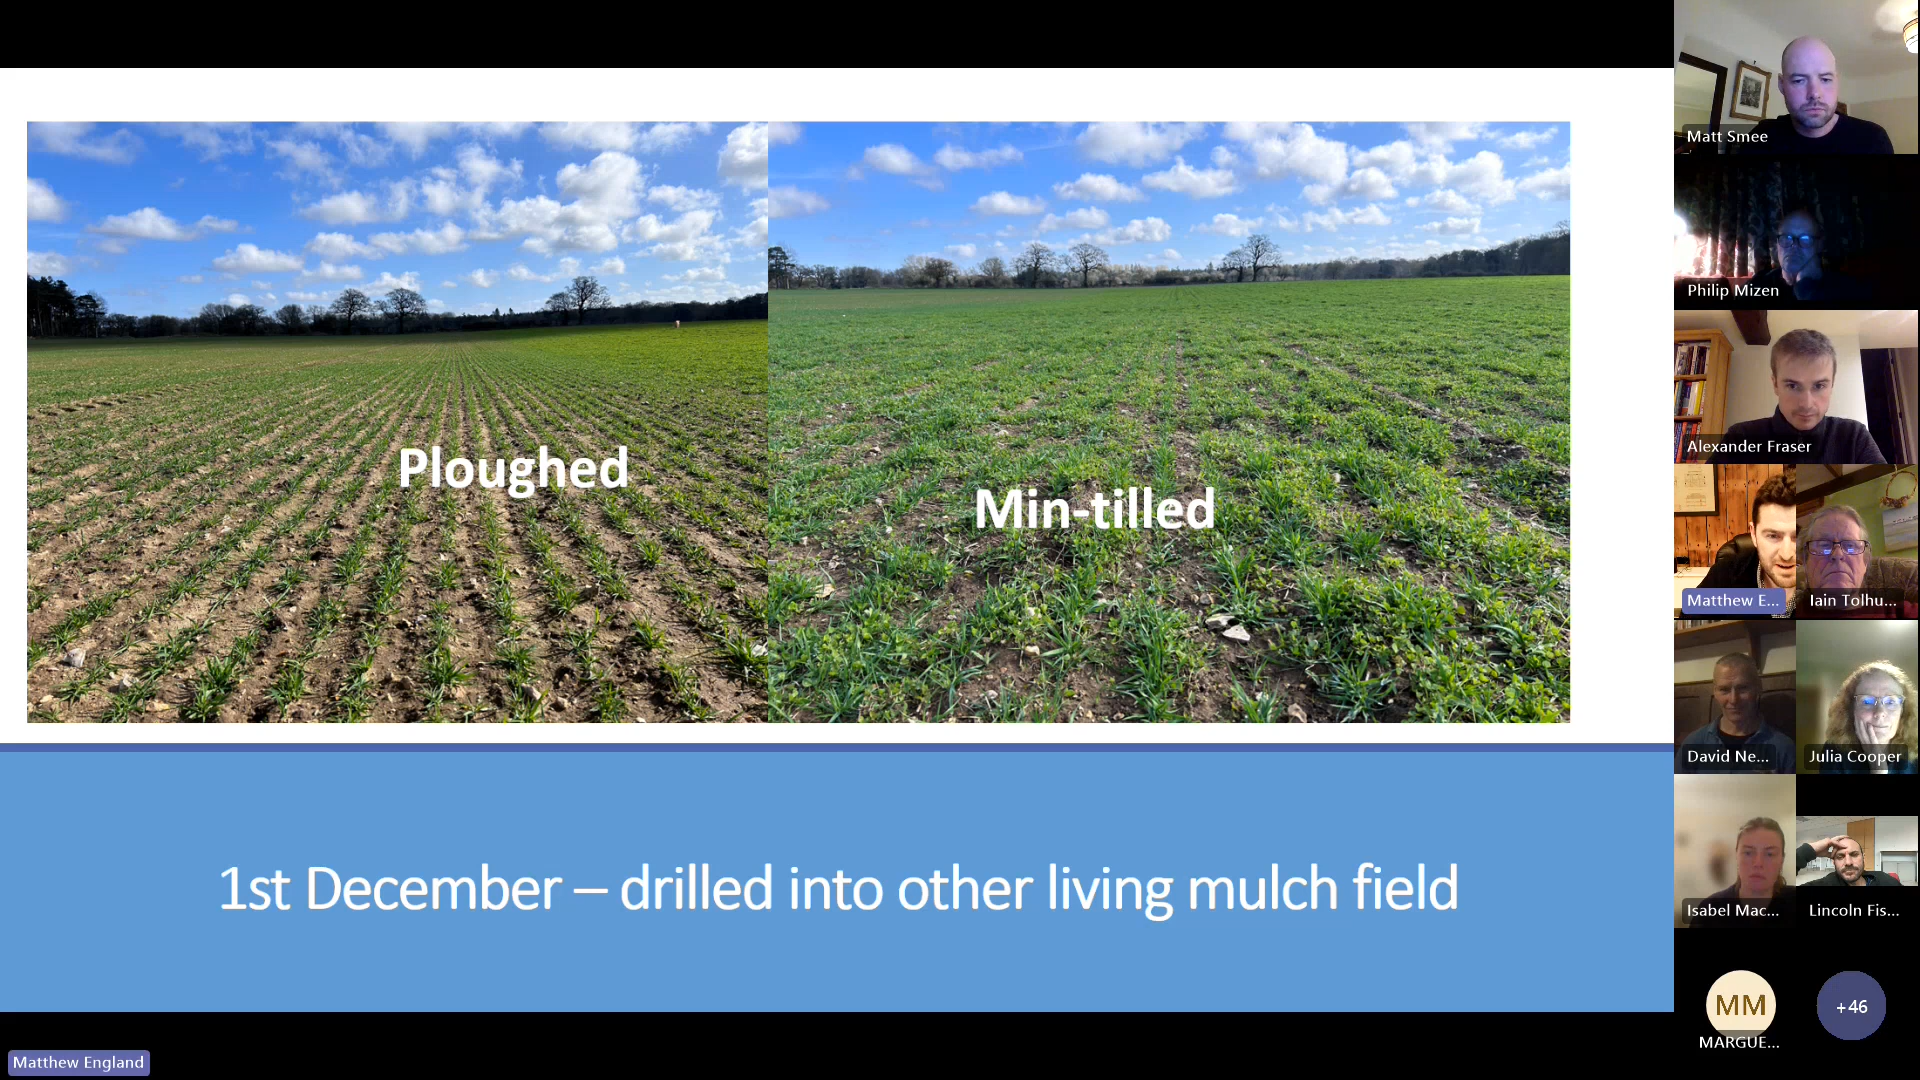 Ploughed
Min-tilled
1st December – drilled into other living mulch field
Matthew England
Matt Smee
Philip Mizen
Alexander Fraser
Matthew E...
Iain Tolhu...
David Ne...
Julia Cooper
Isabel Mac...
Lincoln Fis...
MM
MARGUE...
+46